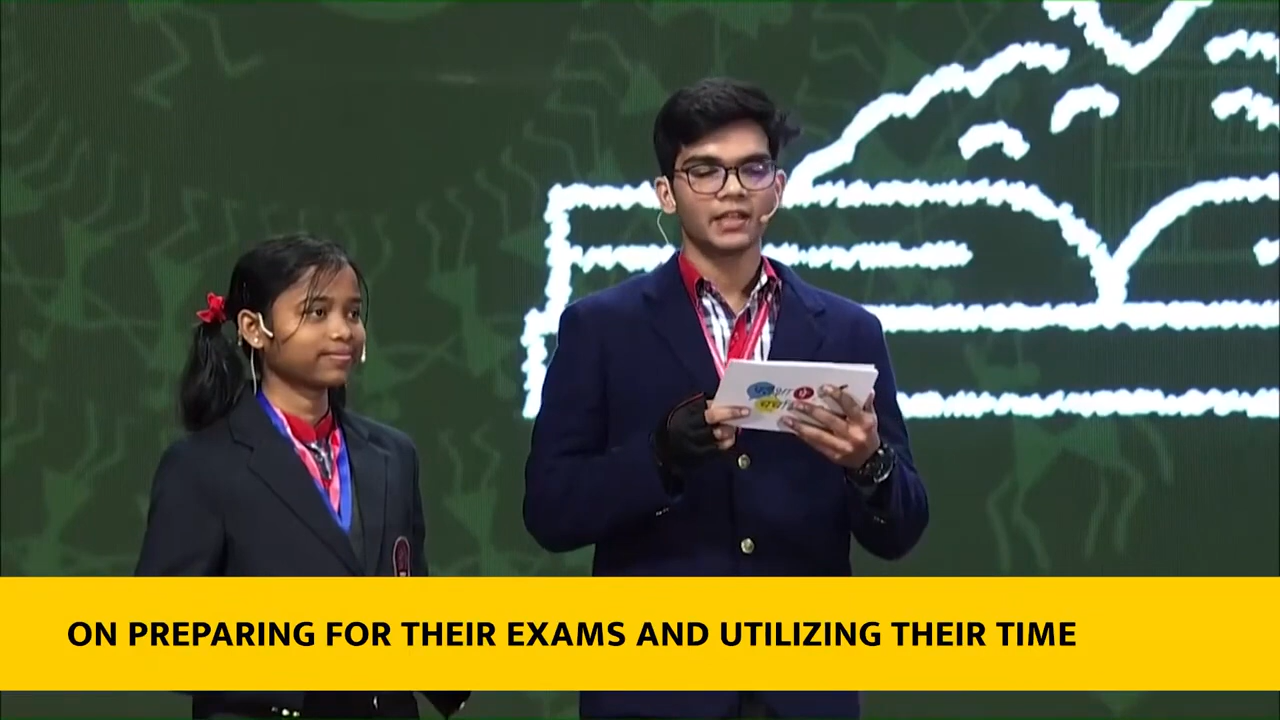 ON PREPARING FOR THEIR EXAMS AND UTILIZING THEIR TIME